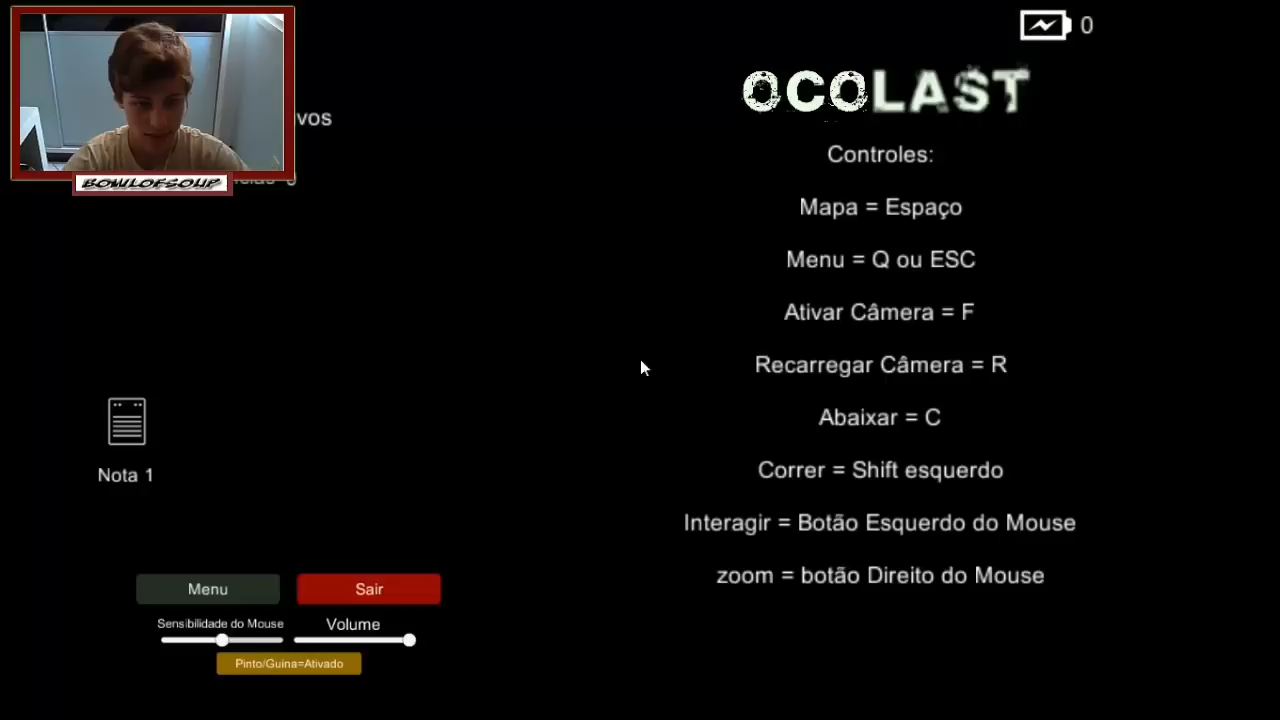 0
OCOLAST
vos
BOWLOFSOUP
Controles:
Mapa = Espaço
Menu = Q ou ESC
Ativar Câmera = F
Recarregar Câmera = R
Abaixar = C
Correr = Shift esquerdo
Interagir = Botão Esquerdo do Mouse
zoom = botão Direito do Mouse
Nota 1
Menu
Sair
Sensibilidade do Mouse
Volume
Pinto/Guina=Ativado